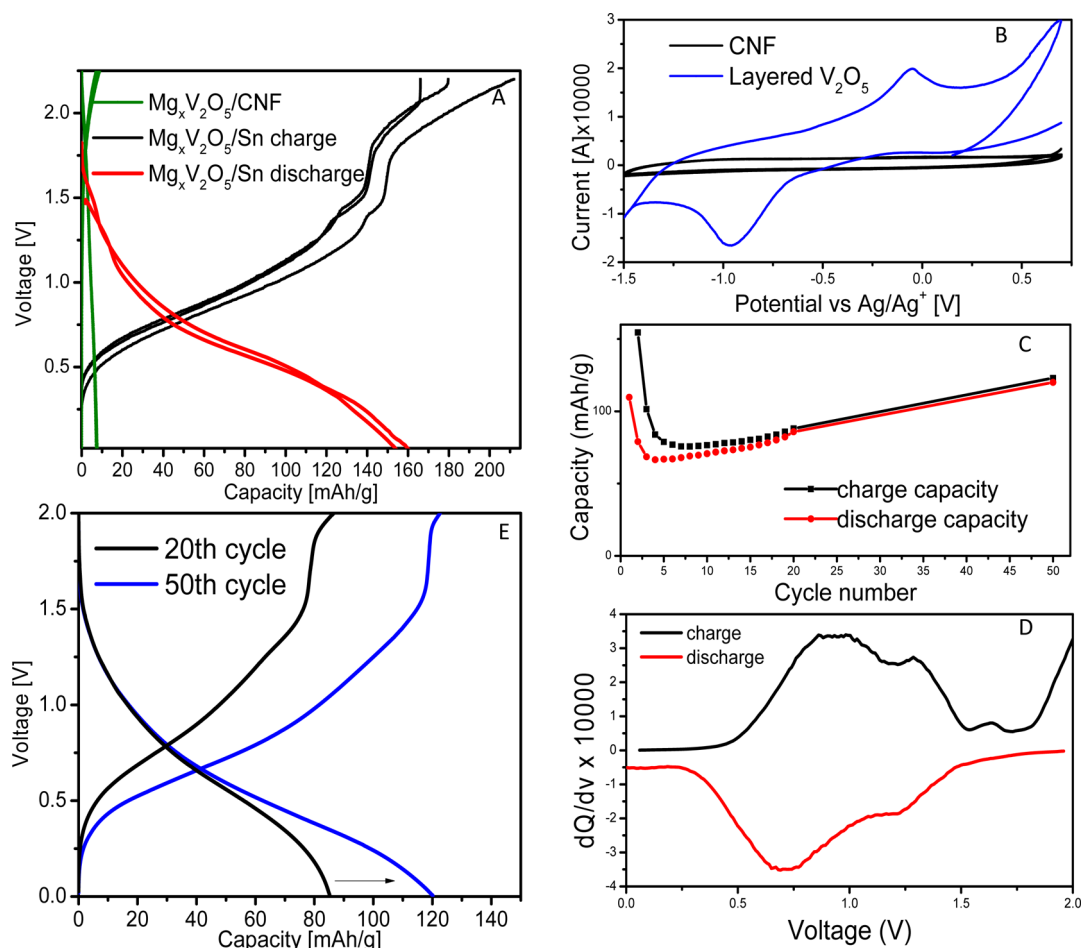 A
Mg_xV_2O_5/CNF
Mg_xV_2O_5/Sn charge
Mg_xV_2O_5/Sn discharge
Voltage [V]
2.0
1.5
1.0
0.5
0 20 40 60 80 100 120 140 160 180 200
Capacity [mAh/g]
B
CNF
Layered V_2O_5
Current [A]x10000
3
2
1
0
-1
-2
-1.5 -1.0 -0.5 0.0 0.5
Potential vs Ag/Ag^+ [V]
C
Capacity (mAh/g)
100
0
charge capacity
discharge capacity
0 5 10 15 20 25 30 35 40 45 50
Cycle number
E
20th cycle
50th cycle
Voltage [V]
2.0
1.5
1.0
0.5
0.0
0 20 40 60 80 100 120 140
Capacity [mAh/g]
D
charge
discharge
dQ/dv x 10000
4
3
2
1
0
-1
-2
-3
-4
0.0 0.5 1.0 1.5 2.0
Voltage (V)